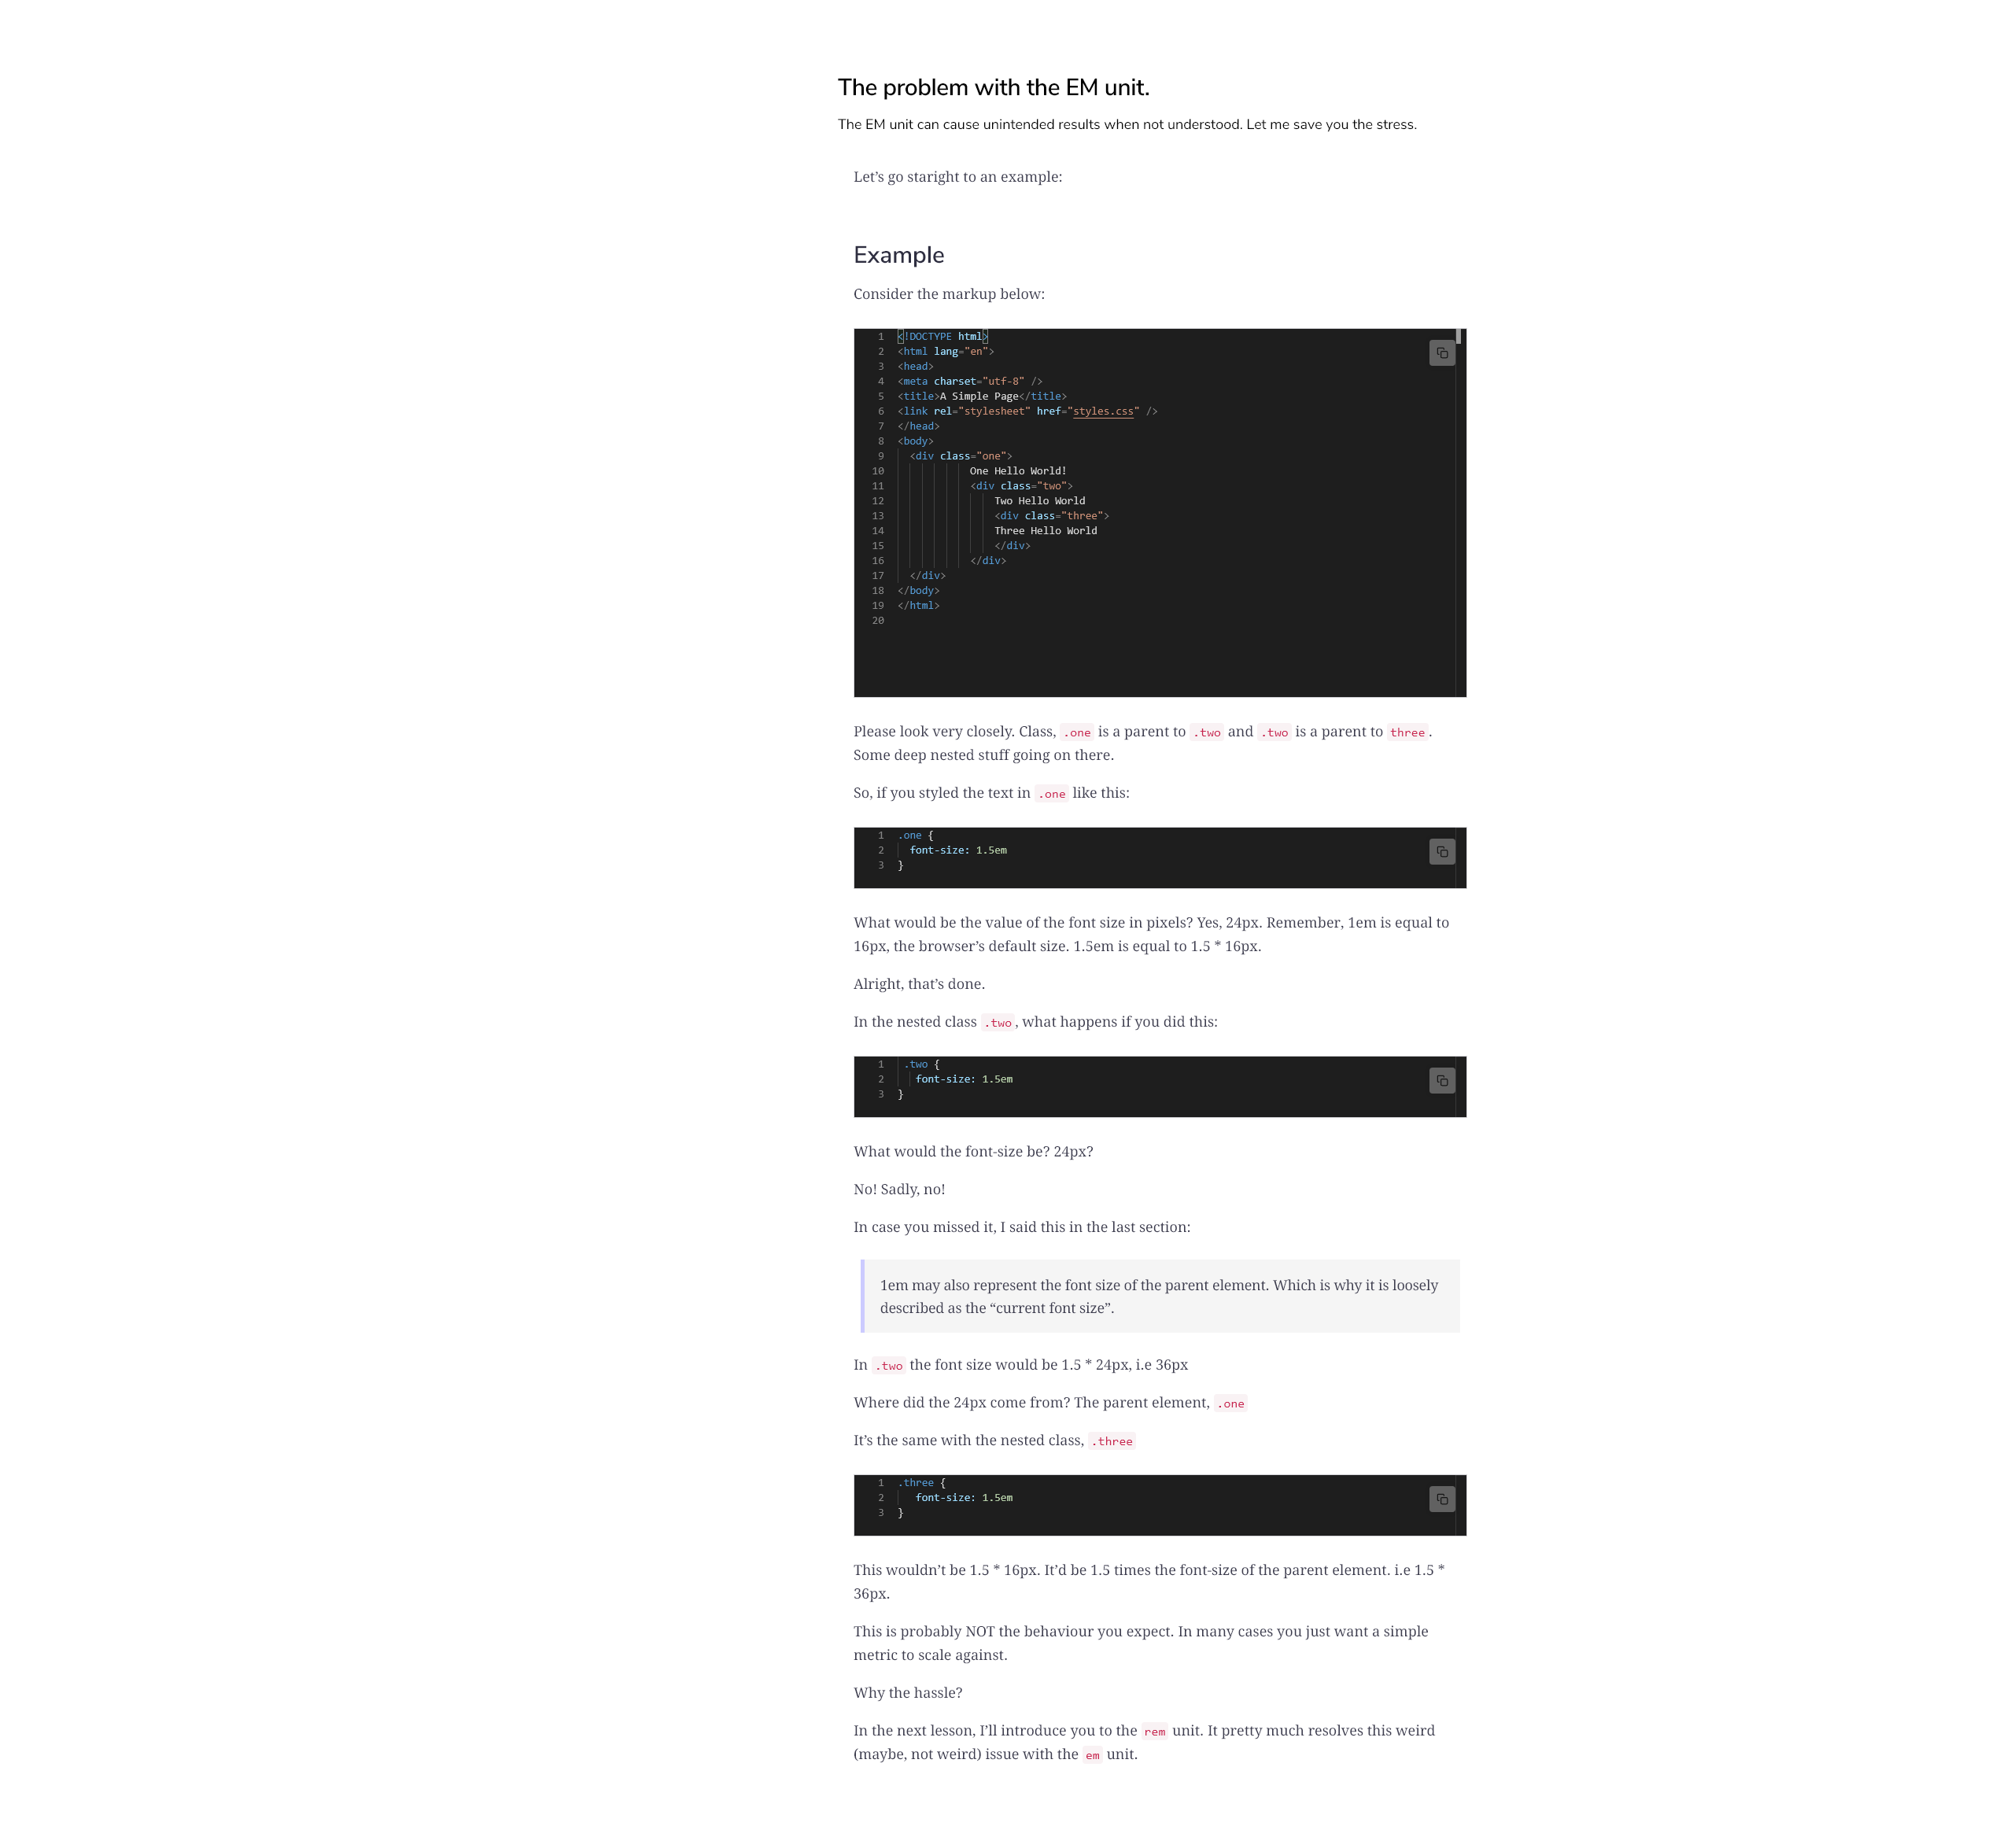 The problem with the EM unit.
The EM unit can cause unintended results when not understood. Let me save you the stress.
Let’s go staright to an example:
Example
Consider the markup below:
1 <!DOCTYPE html>
2 <html lang="en">
3 <head>
4 <meta charset="utf-8" />
5 <title>A Simple Page</title>
6 <link rel="stylesheet" href="styles.css" />
7 </head>
8 <body>
9   <div class="one">
10             One Hello World!
11             <div class="two">
12                 Two Hello World
13                 <div class="three">
14                 Three Hello World
15                 </div>
16             </div>
17   </div>
18 </body>
19 </html>
20
Please look very closely. Class, .one is a parent to .two and .two is a parent to three.
Some deep nested stuff going on there.
So, if you styled the text in .one like this:
1 .one {
2   font-size: 1.5em
3 }
What would be the value of the font size in pixels? Yes, 24px. Remember, 1em is equal to
16px, the browser’s default size. 1.5em is equal to 1.5 * 16px.
Alright, that’s done.
In the nested class .two, what happens if you did this:
1  .two {
2    font-size: 1.5em
3 }
What would the font-size be? 24px?
No! Sadly, no!
In case you missed it, I said this in the last section:
1em may also represent the font size of the parent element. Which is why it is loosely
described as the “current font size”.
In .two the font size would be 1.5 * 24px, i.e 36px
Where did the 24px come from? The parent element, .one
It’s the same with the nested class, .three
1 .three {
2    font-size: 1.5em
3 }
This wouldn’t be 1.5 * 16px. It’d be 1.5 times the font-size of the parent element. i.e 1.5 *
36px.
This is probably NOT the behaviour you expect. In many cases you just want a simple
metric to scale against.
Why the hassle?
In the next lesson, I’ll introduce you to the rem unit. It pretty much resolves this weird
(maybe, not weird) issue with the em unit.